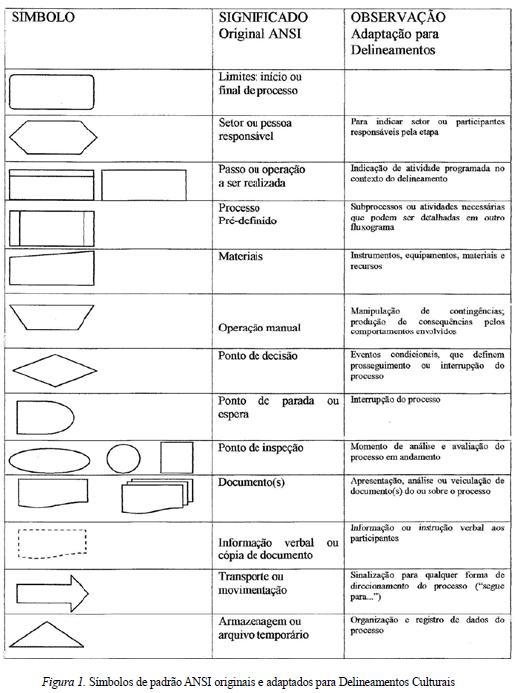 SÍMBOLO
SIGNIFICADO
Original ANSI
OBSERVAÇÃO
Adaptação para
Delineamentos
Limites: início ou
final de processo
Setor ou pessoa
responsável
Para indicar setor ou participantes
responsáveis pela etapa
Passo ou operação
a ser realizada
Indicação de atividade programada no
contexto do delineamento
Processo
Pré-definido
Subprocessos ou atividades necessárias
que podem ser detalhadas em outro
fluxograma
Materiais
Instrumentos, equipamentos, materiais e
recursos
Operação manual
Manipulação de contingências;
produção de consequências pelos
comportamentos envolvidos
Ponto de decisão
Eventos condicionais, que definem
prosseguimento ou interrupção do
processo
Ponto de parada ou
espera
Interrupção do processo
Ponto de inspeção
Momento de análise e avaliação do
processo em andamento
Documento(s)
Apresentação, análise ou veiculação de
documento(s) do ou sobre o processo
Informação verbal ou
cópia de documento
Informação ou instrução verbal aos
participantes
Transporte ou
movimentação
Sinalização para qualquer forma de
direcionamento do processo ("segue
para...")
Armazenagem ou
arquivo temporário
Organização e registro de dados do
processo
Figura 1. Símbolos de padrão ANSI originais e adaptados para Delineamentos Culturais